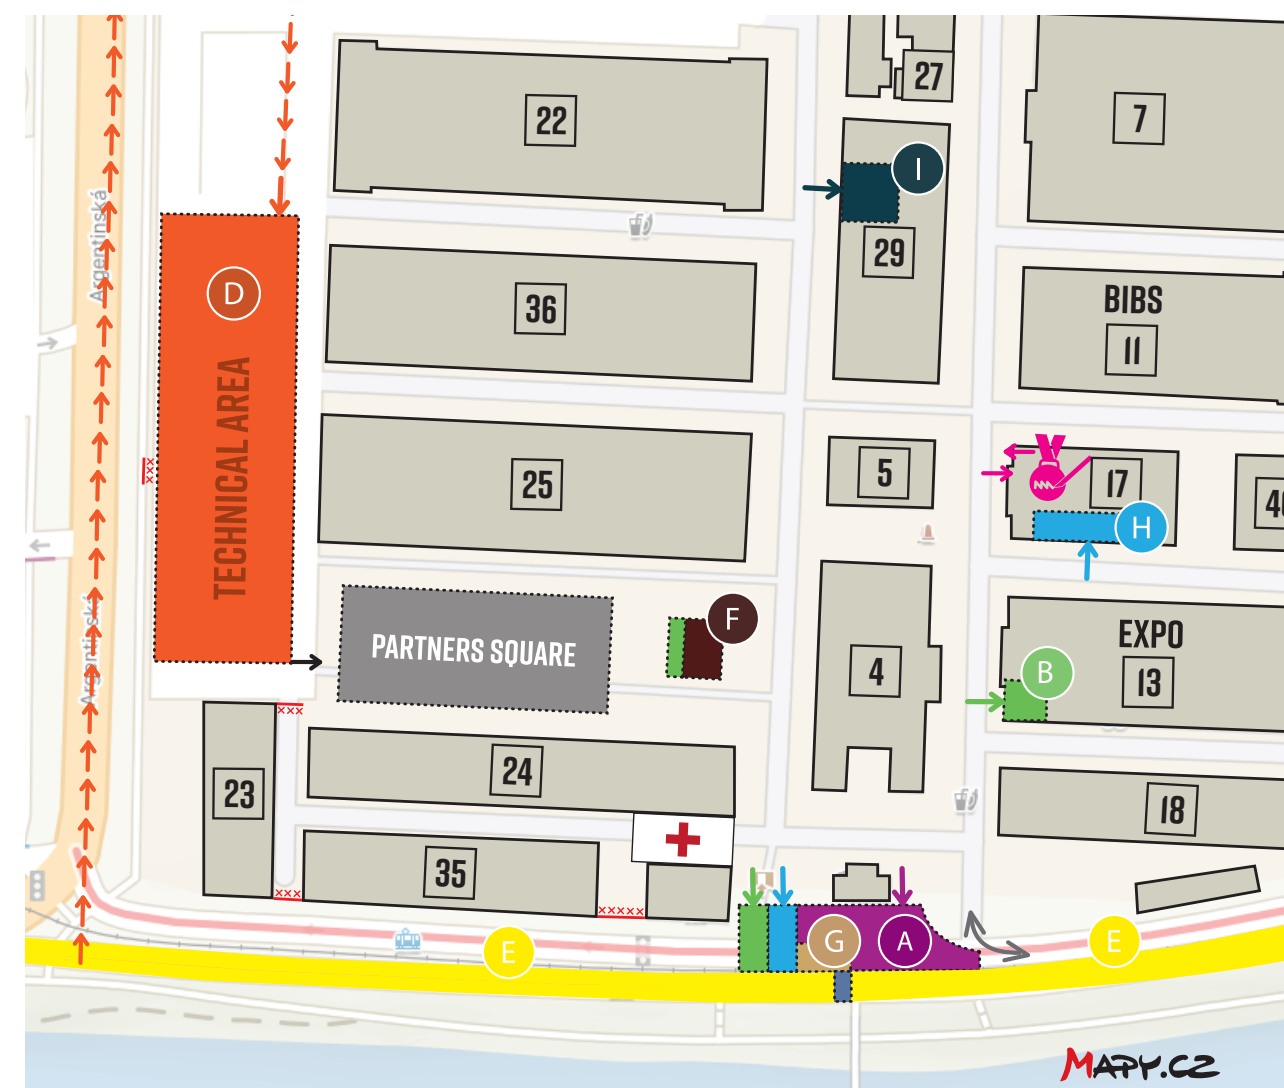 27
22
7
I
29
Argentinská
D
36
BIBS
11
TECHNICAL AREA
5
17
25
H
F
PARTNERS SQUARE
EXPO
4
B
13
Argentinská
24
23
18
35
G
A
E
E
MAPY.CZ